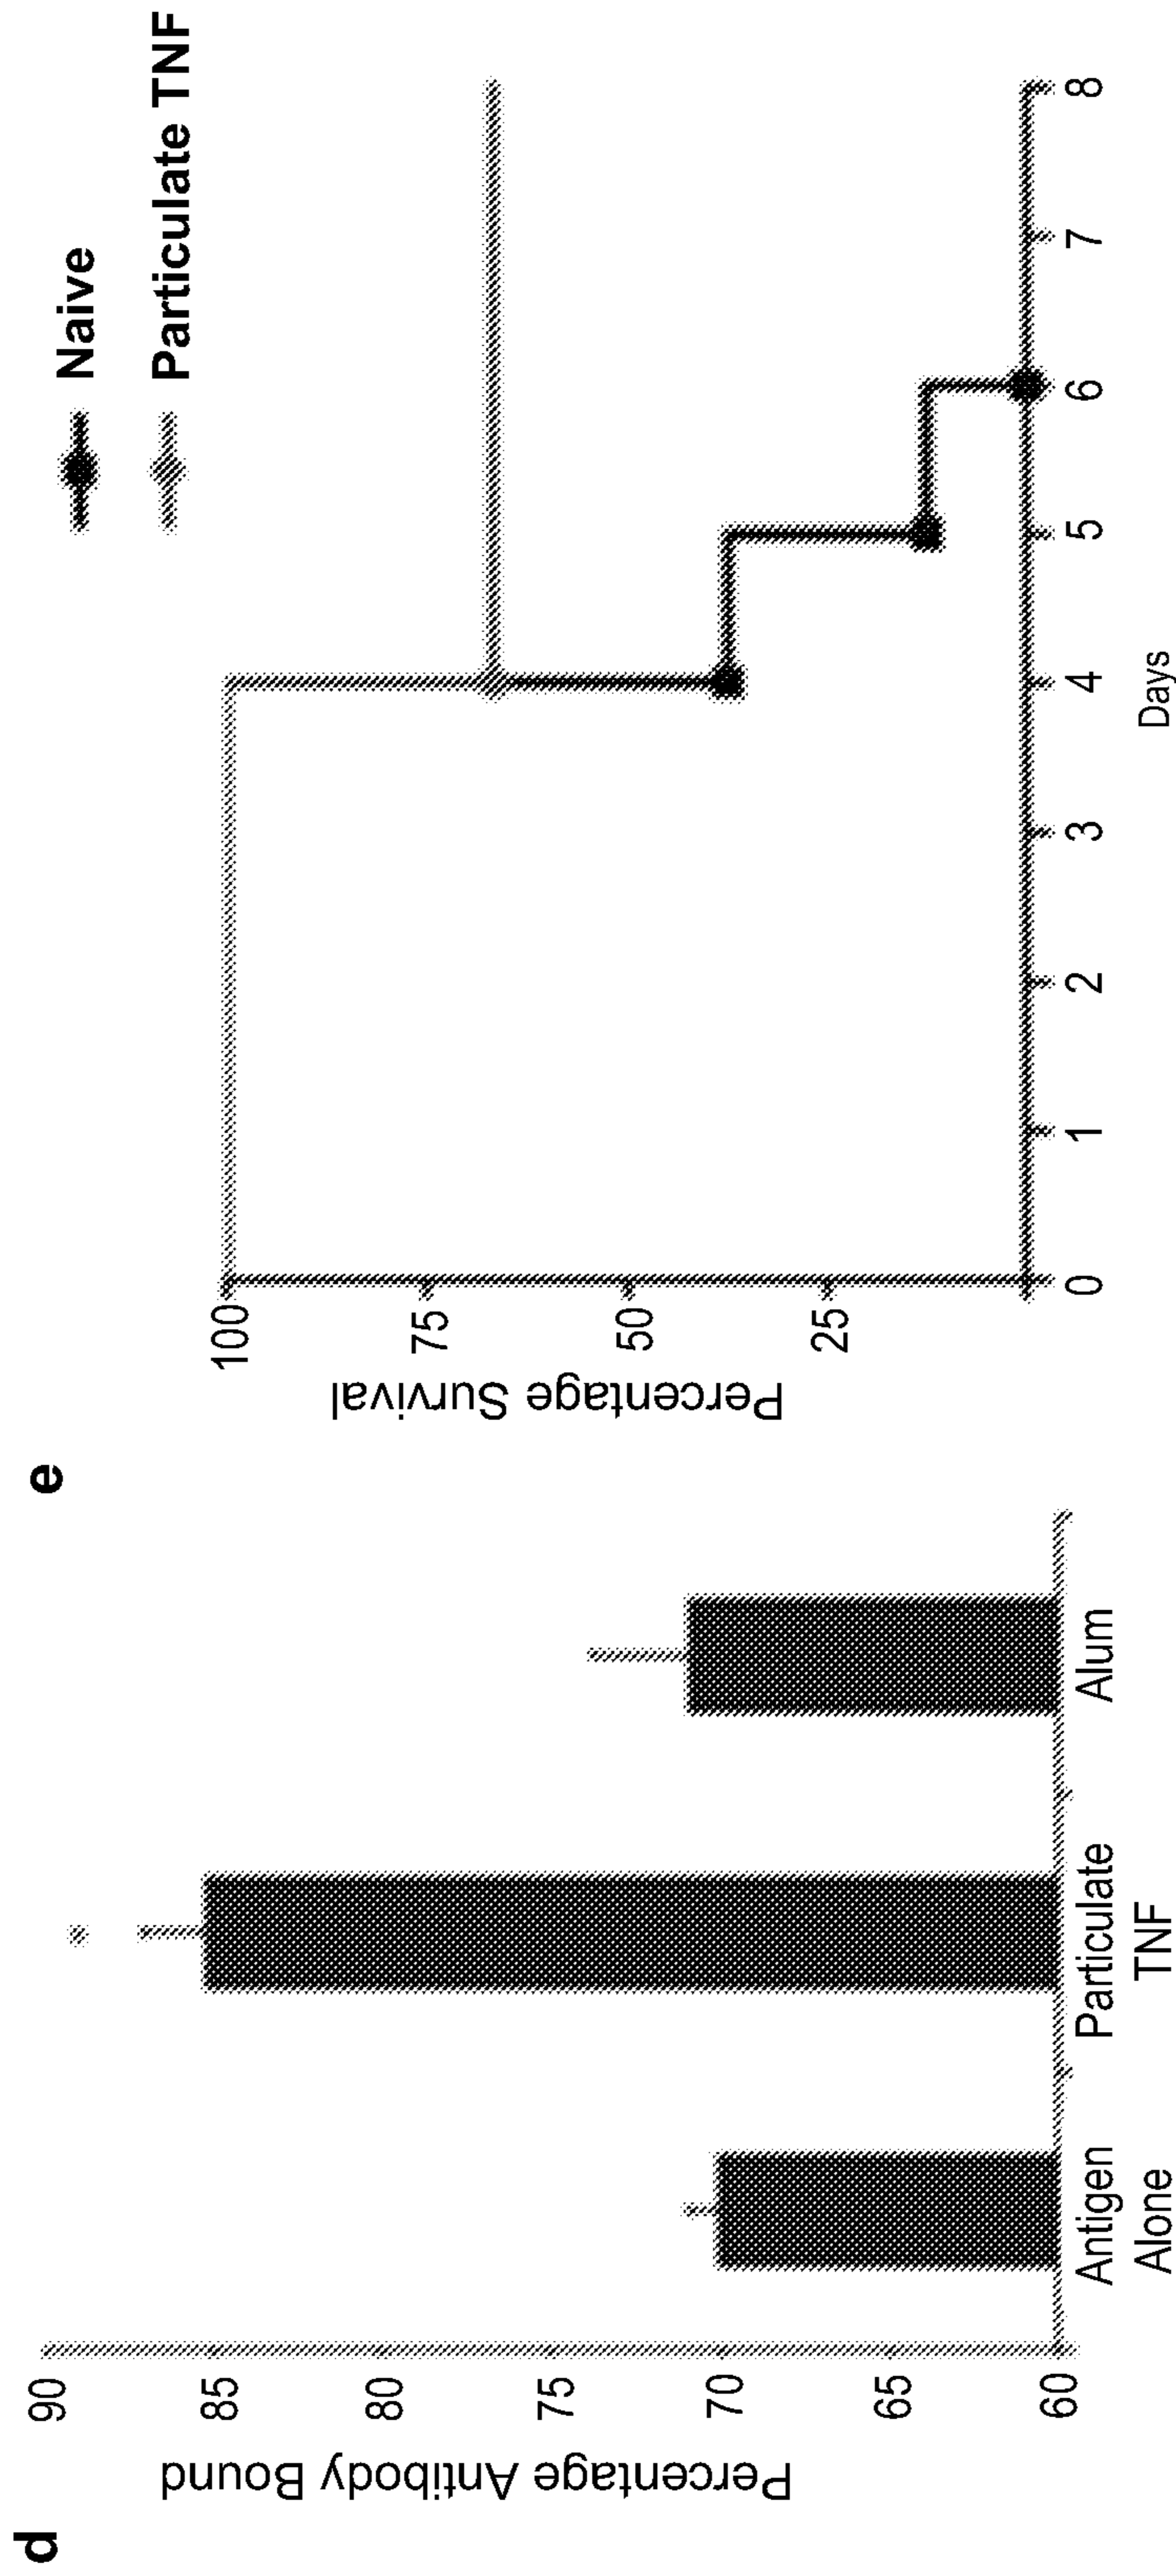 d
Percentage Antibody Bound
90
85
80
75
70
65
60
Antigen
Alone
Particulate
TNF
Alum
e
Naive
Particulate TNF
Percentage Survival
100
75
50
25
0
1
2
3
4
5
6
7
8
Days